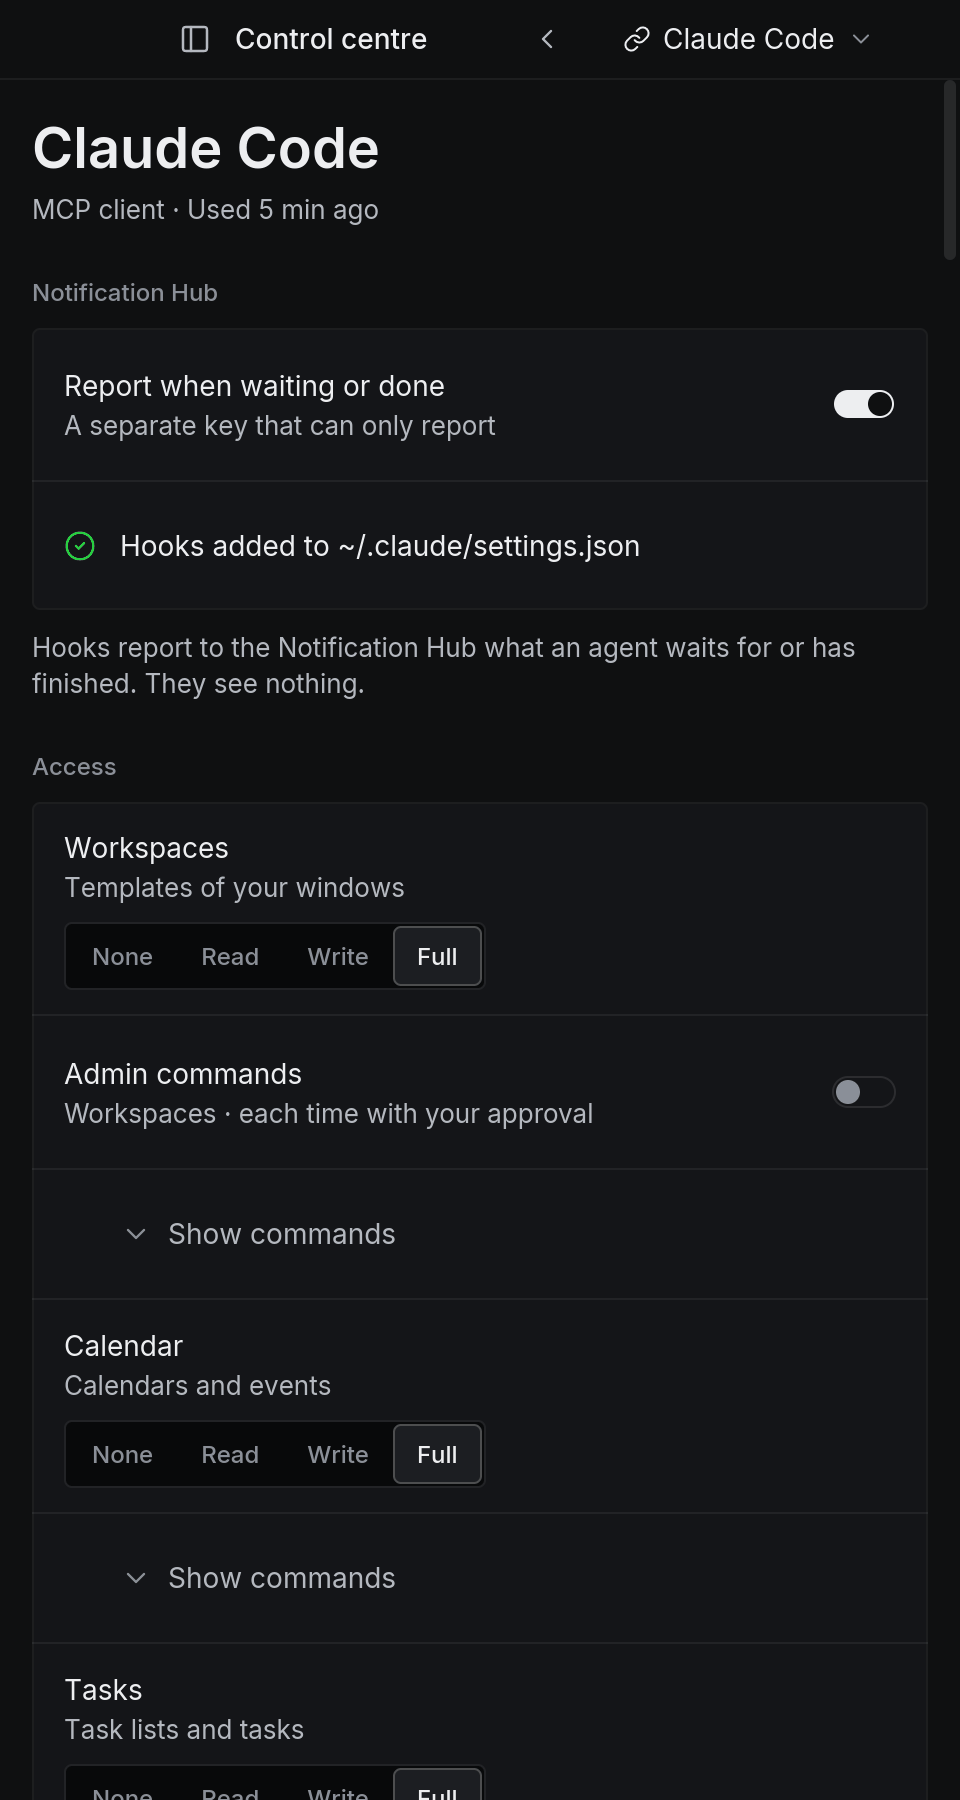 Control centre
Claude Code
Claude Code
MCP client · Used 5 min ago
Notification Hub
Report when waiting or done
A separate key that can only report
Hooks added to ~/.claude/settings.json
Hooks report to the Notification Hub what an agent waits for or has
finished. They see nothing.
Access
Workspaces
Templates of your windows
None Read Write Full
Admin commands
Workspaces · each time with your approval
Show commands
Calendar
Calendars and events
None Read Write Full
Show commands
Tasks
Task lists and tasks
None Read Write Full